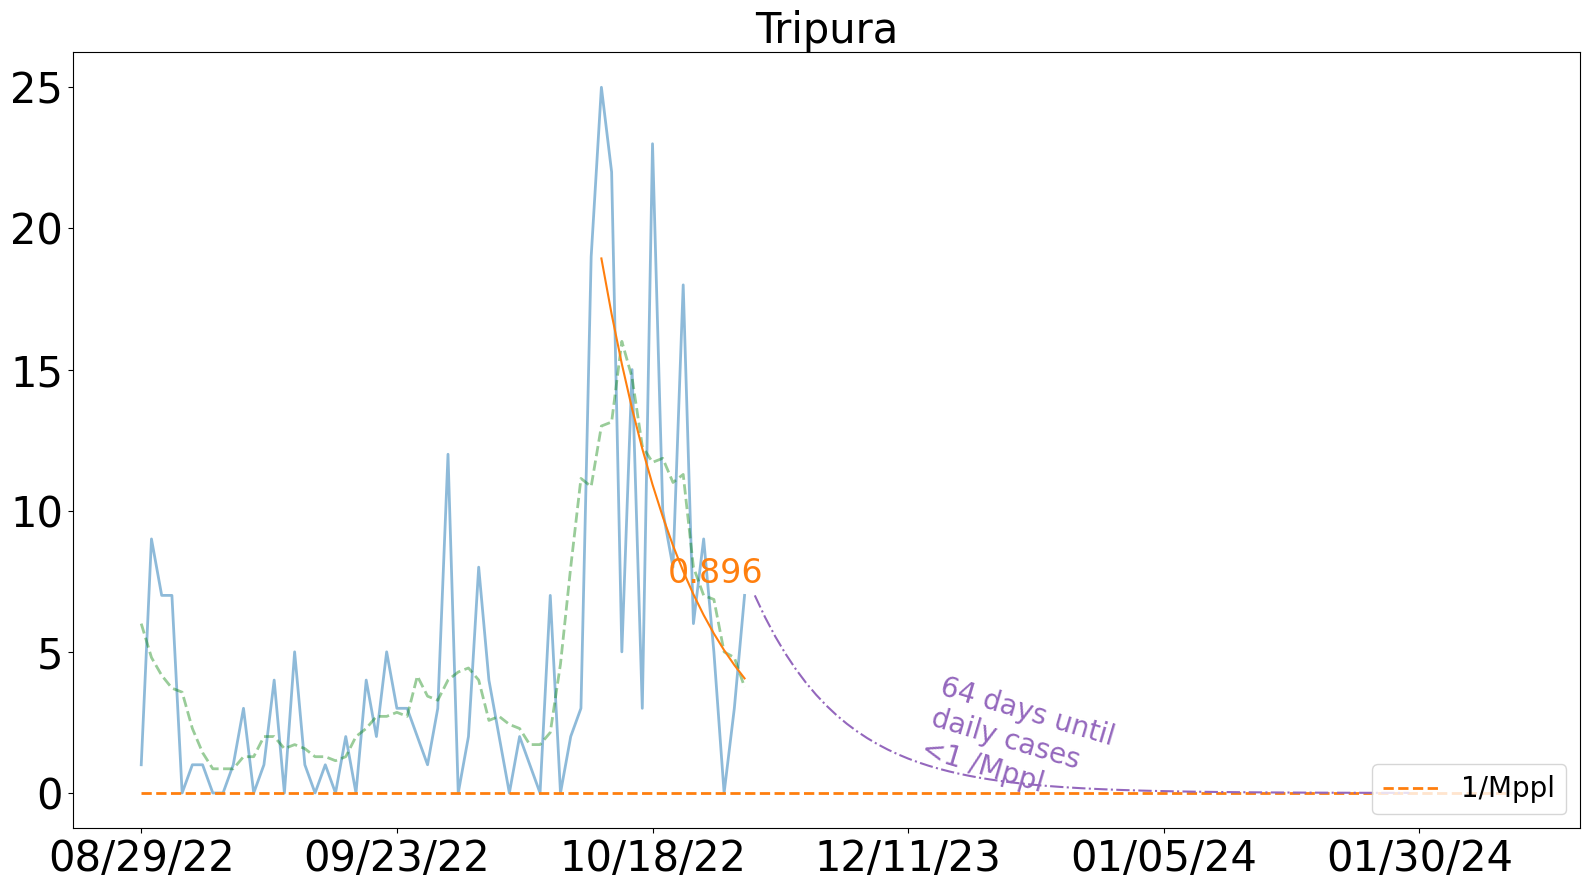 Tripura
25
20
15
10
5
0
0.896
64 days until
daily cases
<1 /Mppl
1/Mppl
08/29/22
09/23/22
10/18/22
12/11/23
01/05/24
01/30/24